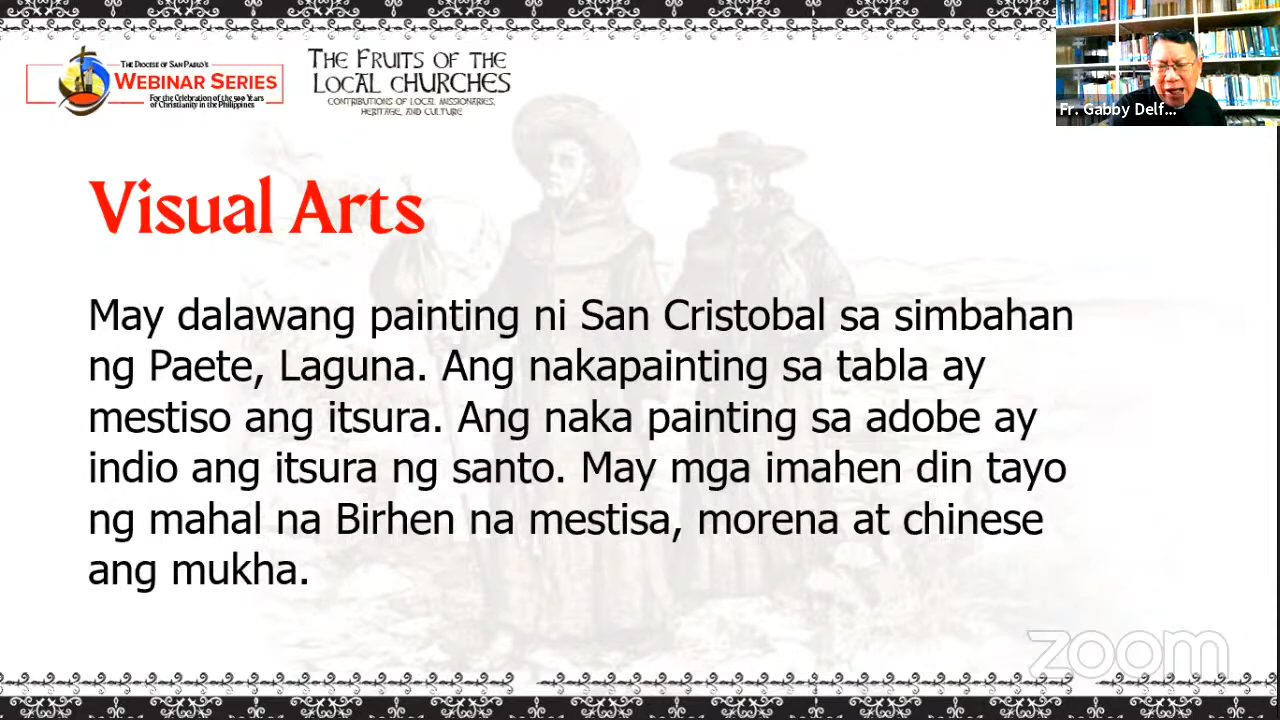 THE DIOCESE OF SAN PABLO'S
WEBINAR SERIES
For the Celebration of the 500 Years
of Christianity in the Philippines
THE FRUITS OF THE
LOCAL CHURCHES
CONTRIBUTIONS OF LOCAL MISSIONARIES,
HERITAGE, AND CULTURE
Fr. Gabby Delf...
Visual Arts
May dalawang painting ni San Cristobal sa simbahan
ng Paete, Laguna. Ang nakapainting sa tabla ay
mestiso ang itsura. Ang naka painting sa adobe ay
indio ang itsura ng santo. May mga imahen din tayo
ng mahal na Birhen na mestisa, morena at chinese
ang mukha.
zoom